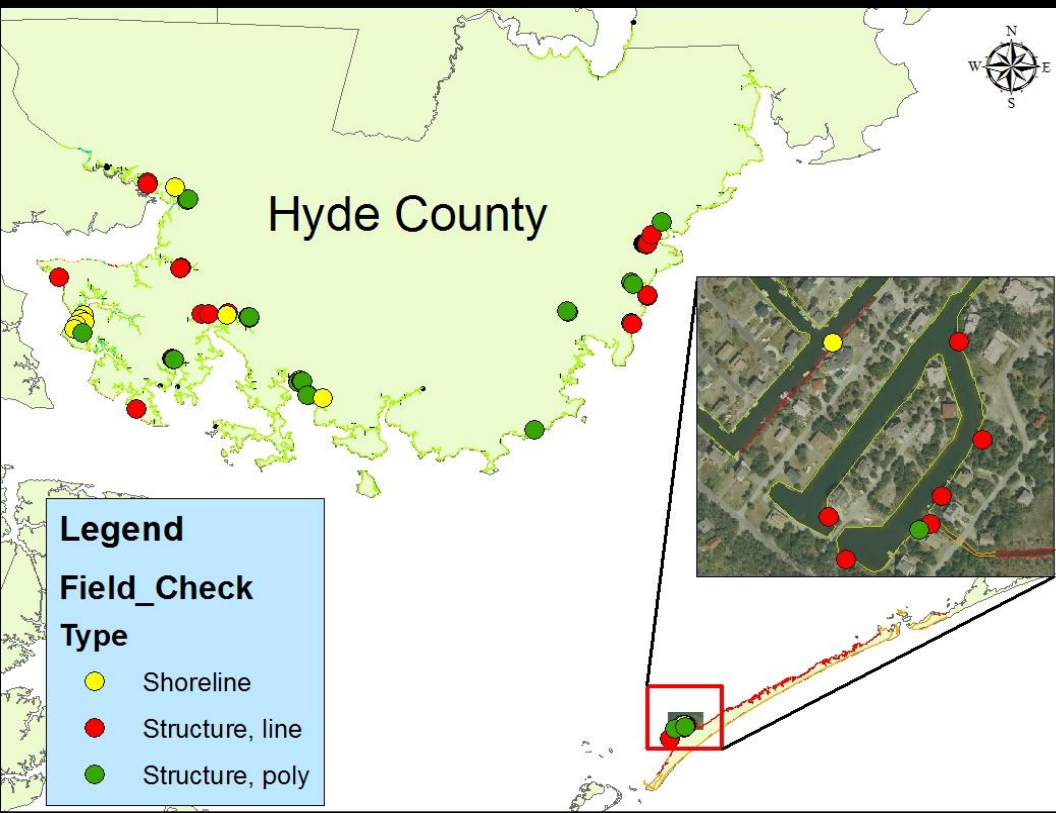 N
W
E
S
Hyde County
Legend
Field_Check
Type
Shoreline
Structure, line
Structure, poly